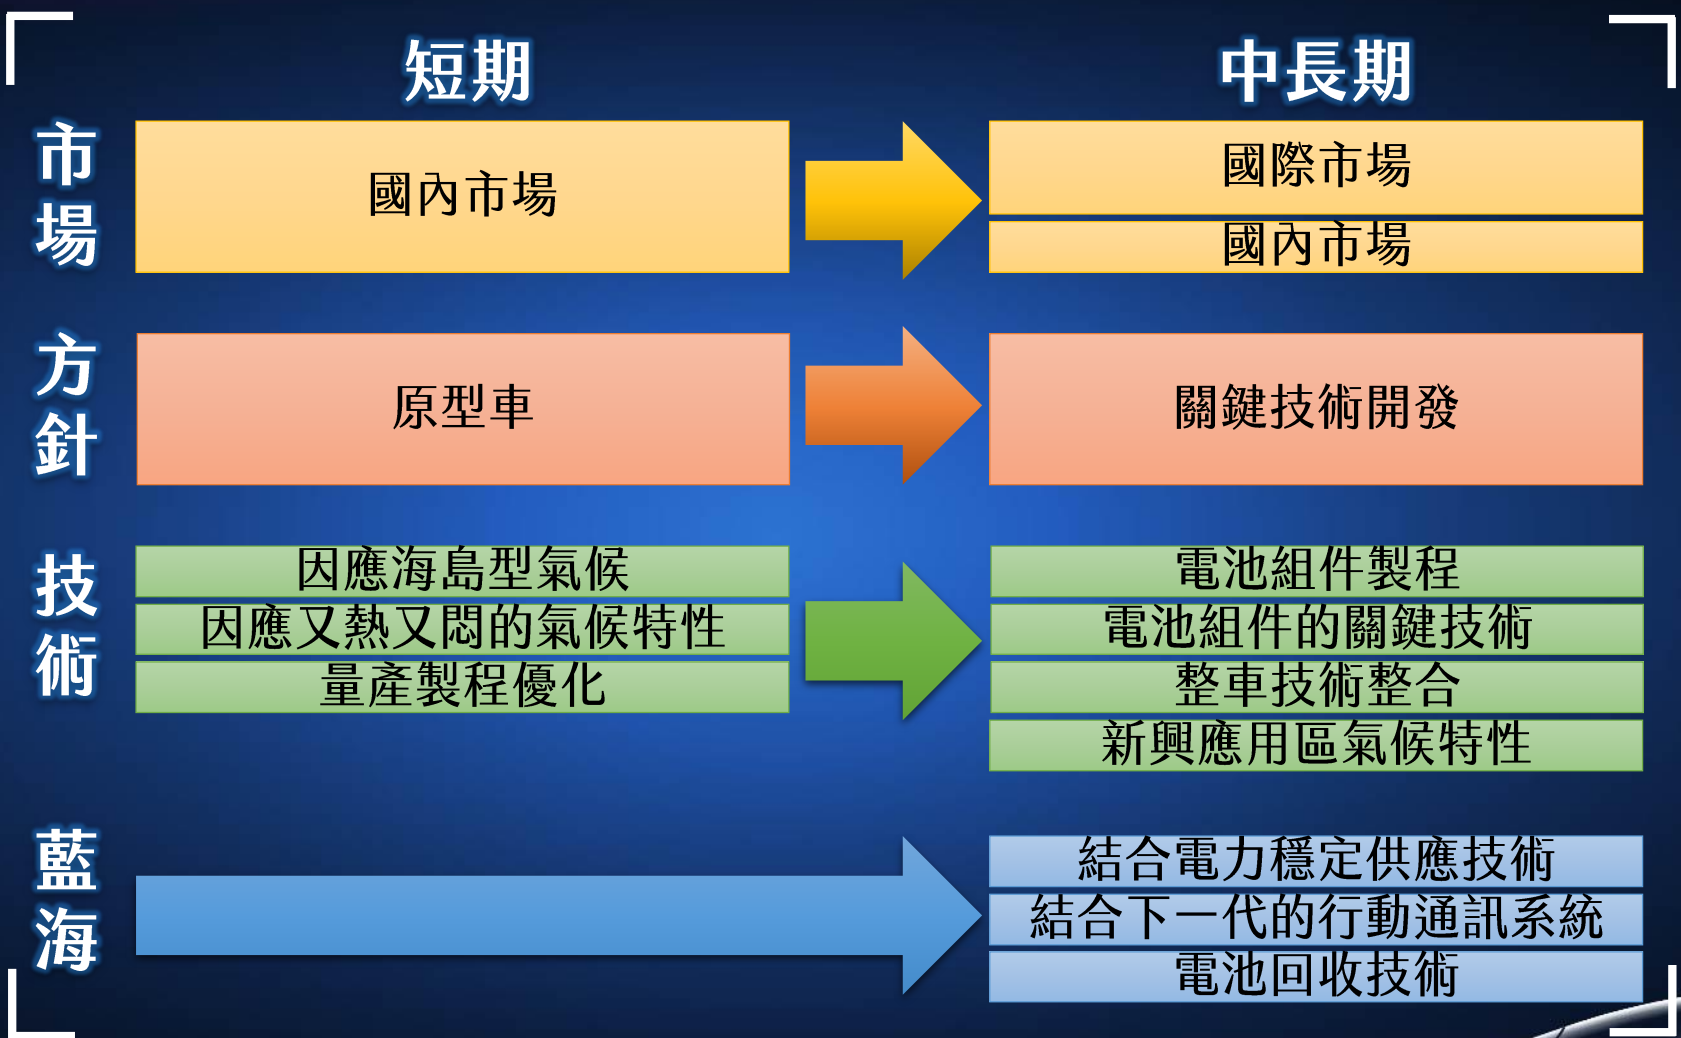 短期
中長期
市場
國內市場
國際市場
國內市場
方針
原型車
關鍵技術開發
技術
因應海島型氣候
因應又熱又悶的氣候特性
量產製程優化
電池組件製程
電池組件的關鍵技術
整車技術整合
新興應用區氣候特性
藍海
結合電力穩定供應技術
結合下一代的行動通訊系統
電池回收技術